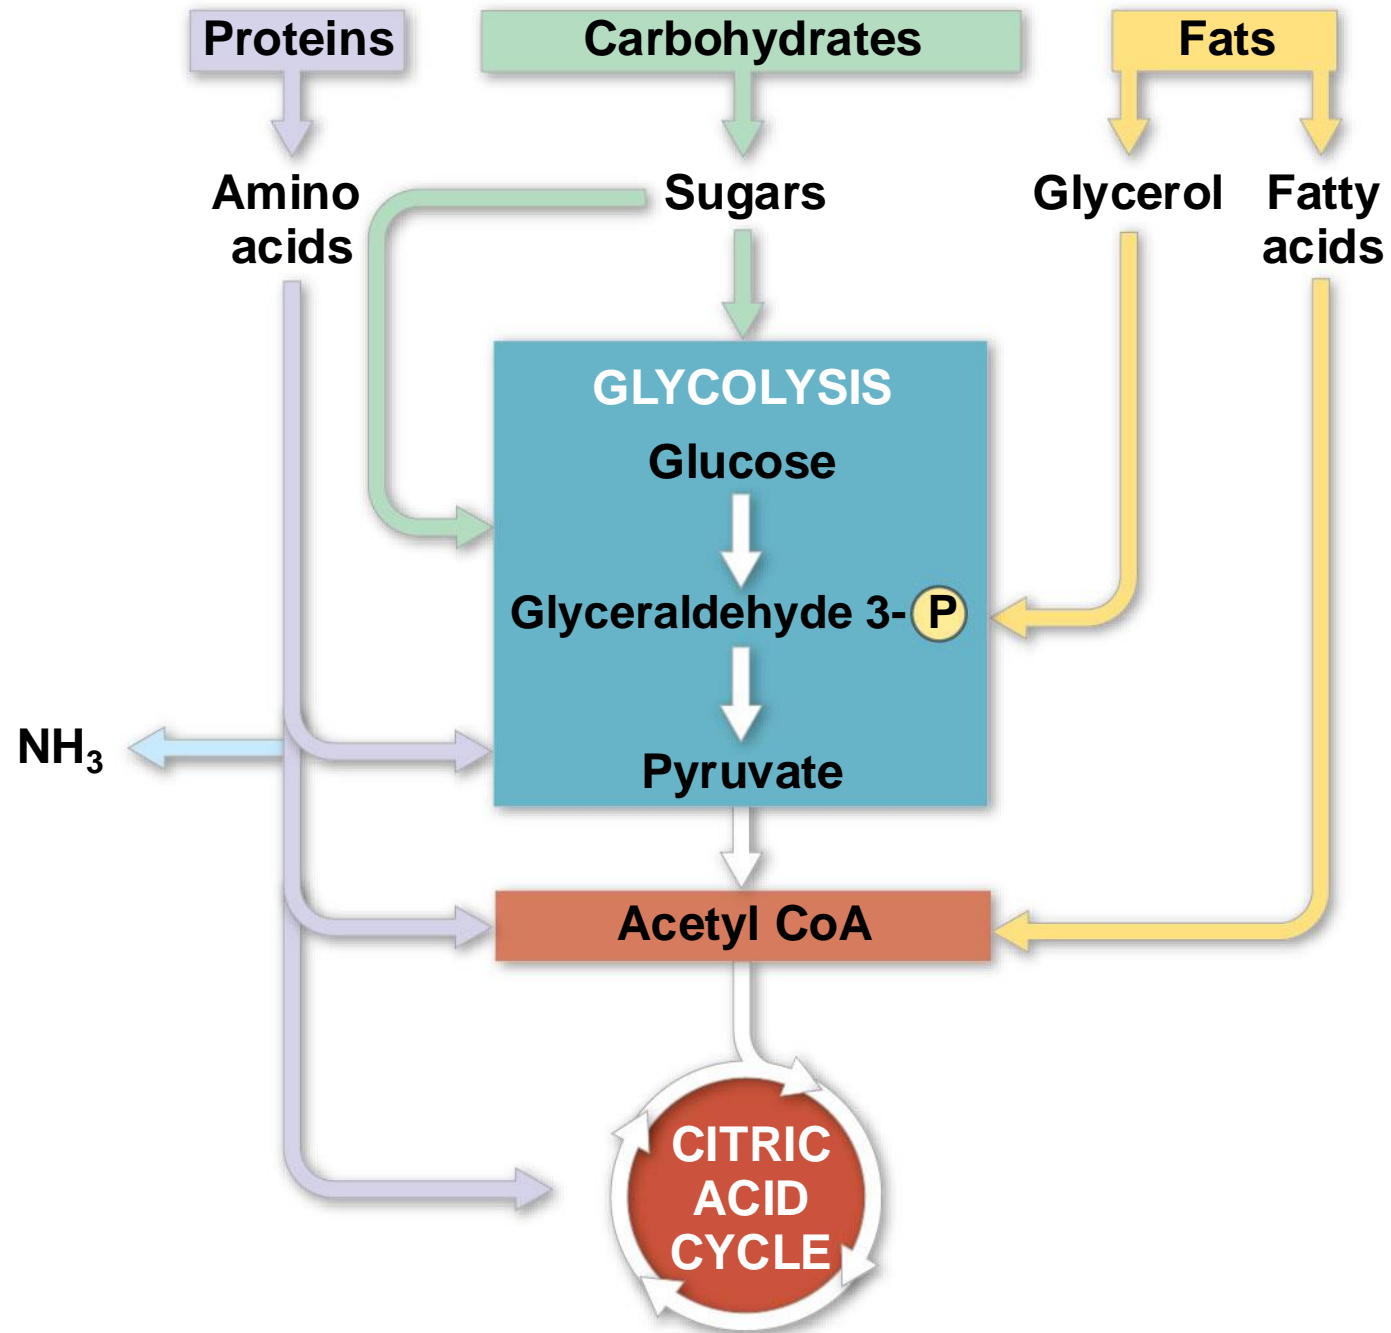 Proteins
Carbohydrates
Fats
Amino
acids
Sugars
Glycerol
Fatty
acids
GLYCOLYSIS
Glucose
Glyceraldehyde 3- P
NH₃
Pyruvate
Acetyl CoA
CITRIC
ACID
CYCLE